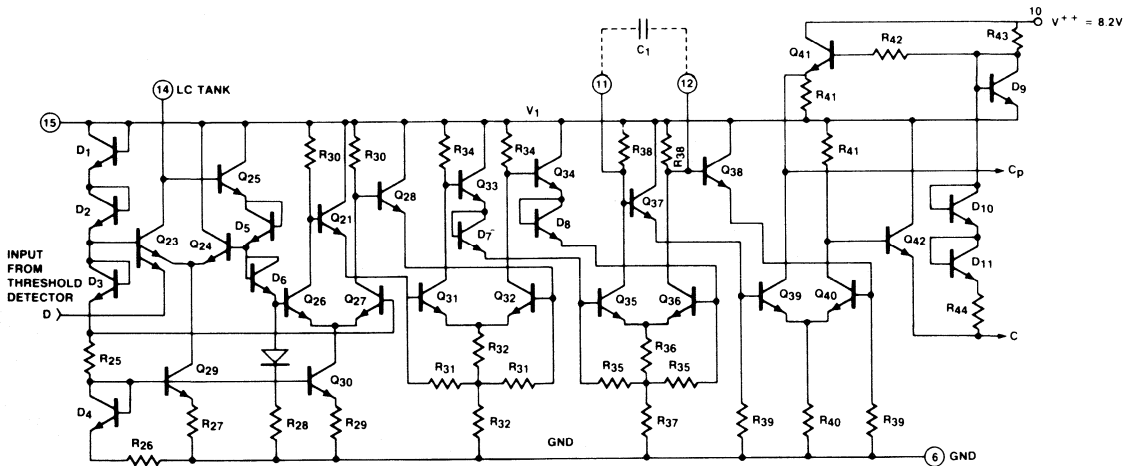 10
V++ = 8.2V
R43
R42
Q41
C1
11
12
14 LC TANK
15
V1
R41
D9
D1
R30
R30
R34
R34
R38
R38
R41
Q25
Q33
Q34
Q38
CP
D2
Q28
Q21
Q37
D5
D7
D8
D10
Q23
Q24
Q42
INPUT
FROM
THRESHOLD
DETECTOR
D
D3
D6
D11
Q26
Q27
Q31
Q32
Q35
Q36
Q39
Q40
R44
C
R25
R32
R36
Q29
Q30
R31
R31
R35
R35
D4
R27
R28
R29
R32
R37
R39
R40
R39
R26
GND
6 GND